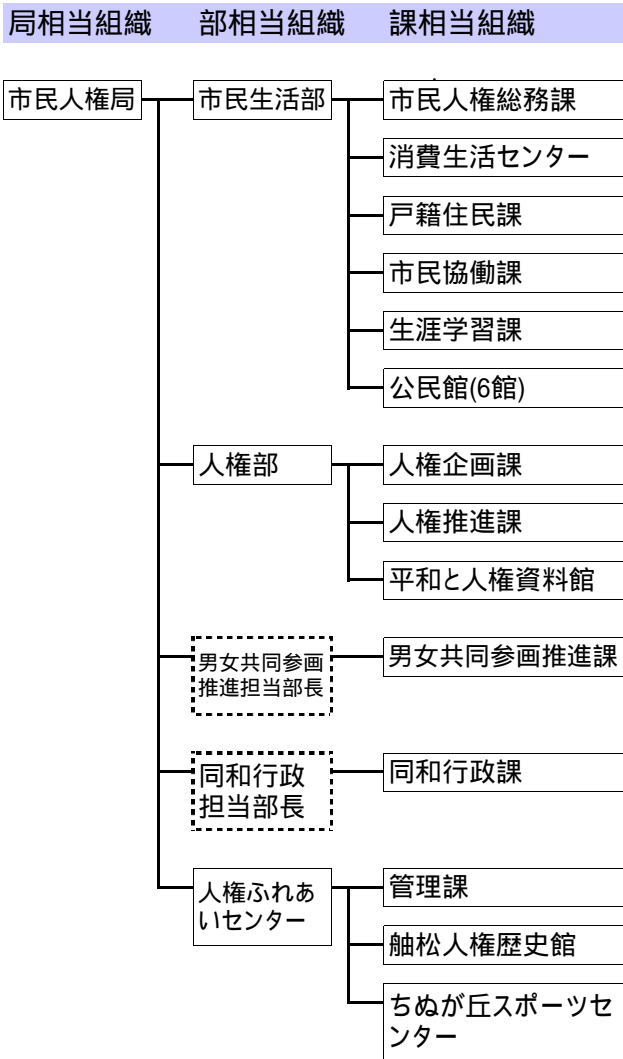 局相当組織 部相当組織 課相当組織
市民人権局 市民生活部 市民人権総務課
消費生活センター
戸籍住民課
市民協働課
生涯学習課
公民館(6館)
人権部 人権企画課
人権推進課
平和と人権資料館
男女共同参画
推進担当部長
男女共同参画推進課
同和行政
担当部長
同和行政課
人権ふれあ
いセンター
管理課
舳松人権歴史館
ちぬが丘スポーツセ
ンター